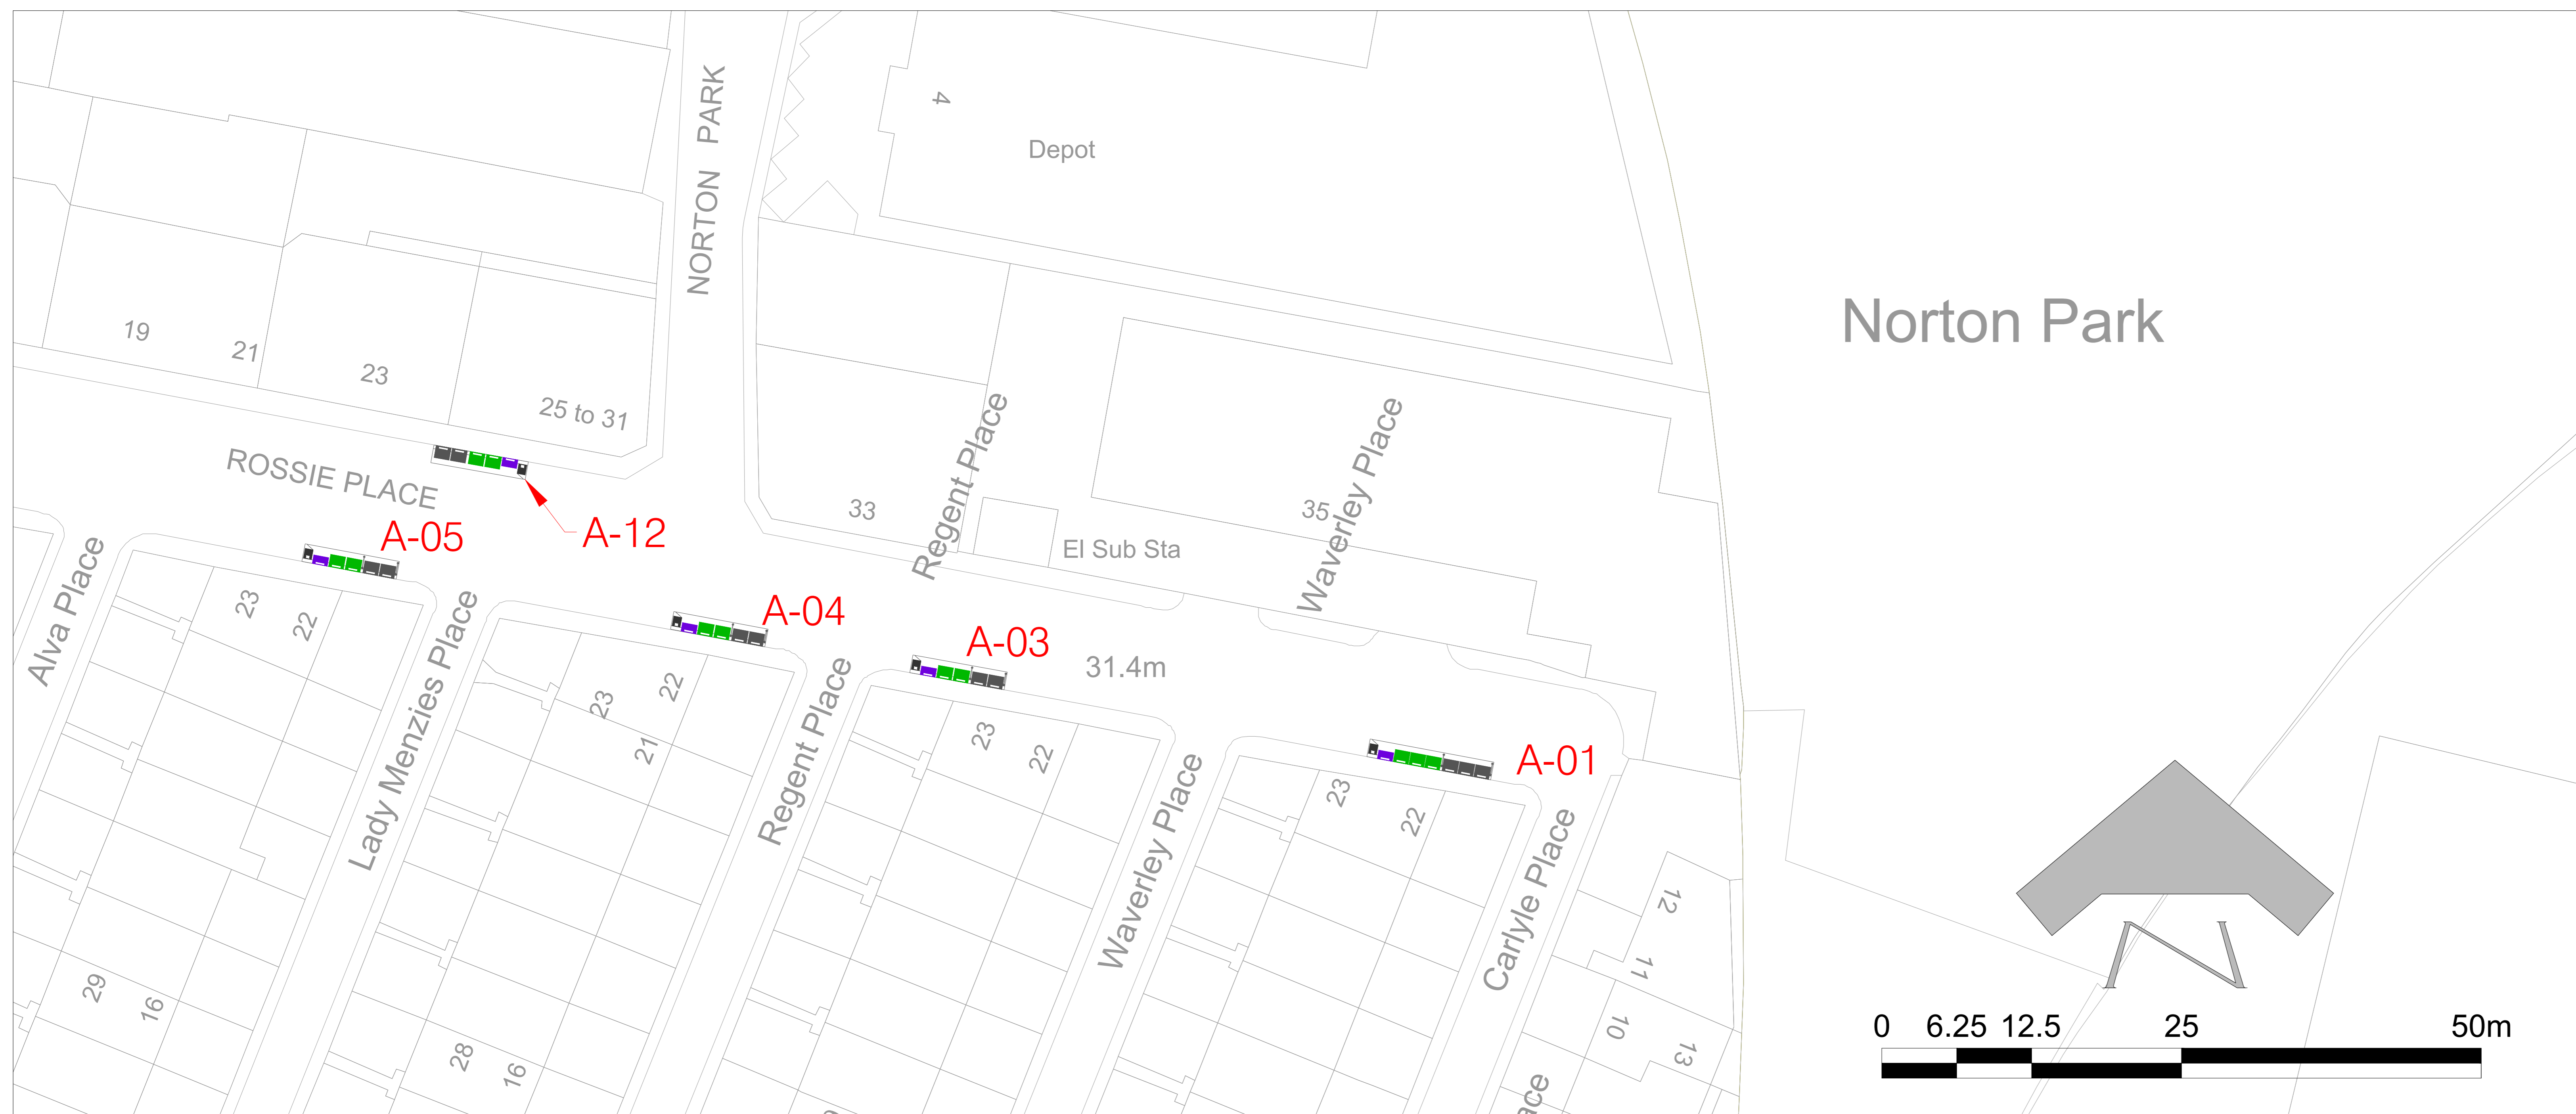 NORTON PARK
4
Depot
Norton Park
19
21
23
25 to 31
ROSSIE PLACE
A-12
A-05
A-04
A-03
A-01
33
Regent Place
El Sub Sta
35
Waverley Place
31.4m
Alva Place
23
22
Lady Menzies Place
23
22
21
Regent Place
23
22
Waverley Place
23
22
Carlyle Place
12
11
10
13
29
16
28
16
ace
N
0 6.25 12.5 25 50m